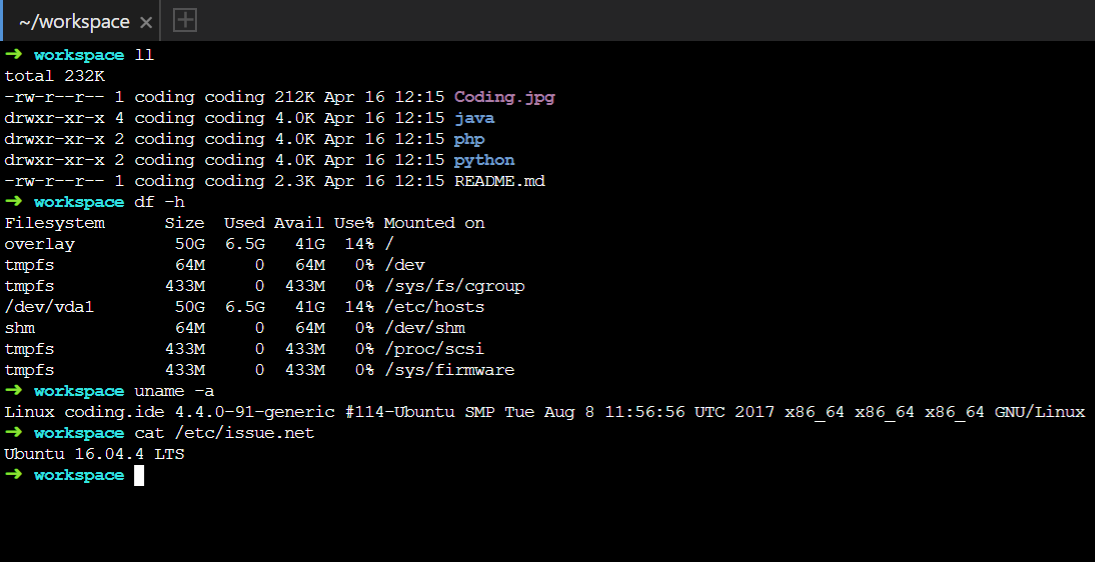 ~/workspace ×
➜ workspace ll
total 232K
-rw-r--r-- 1 coding coding 212K Apr 16 12:15 Coding.jpg
drwxr-xr-x 4 coding coding 4.0K Apr 16 12:15 java
drwxr-xr-x 2 coding coding 4.0K Apr 16 12:15 php
drwxr-xr-x 2 coding coding 4.0K Apr 16 12:15 python
-rw-r--r-- 1 coding coding 2.3K Apr 16 12:15 README.md
➜ workspace df -h
Filesystem      Size  Used Avail Use% Mounted on
overlay          50G  6.5G   41G  14% /
tmpfs            64M     0   64M   0% /dev
tmpfs           433M     0  433M   0% /sys/fs/cgroup
/dev/vda1        50G  6.5G   41G  14% /etc/hosts
shm              64M     0   64M   0% /dev/shm
tmpfs           433M     0  433M   0% /proc/scsi
tmpfs           433M     0  433M   0% /sys/firmware
➜ workspace uname -a
Linux coding.ide 4.4.0-91-generic #114-Ubuntu SMP Tue Aug 8 11:56:56 UTC 2017 x86_64 x86_64 x86_64 GNU/Linux
➜ workspace cat /etc/issue.net
Ubuntu 16.04.4 LTS
➜ workspace